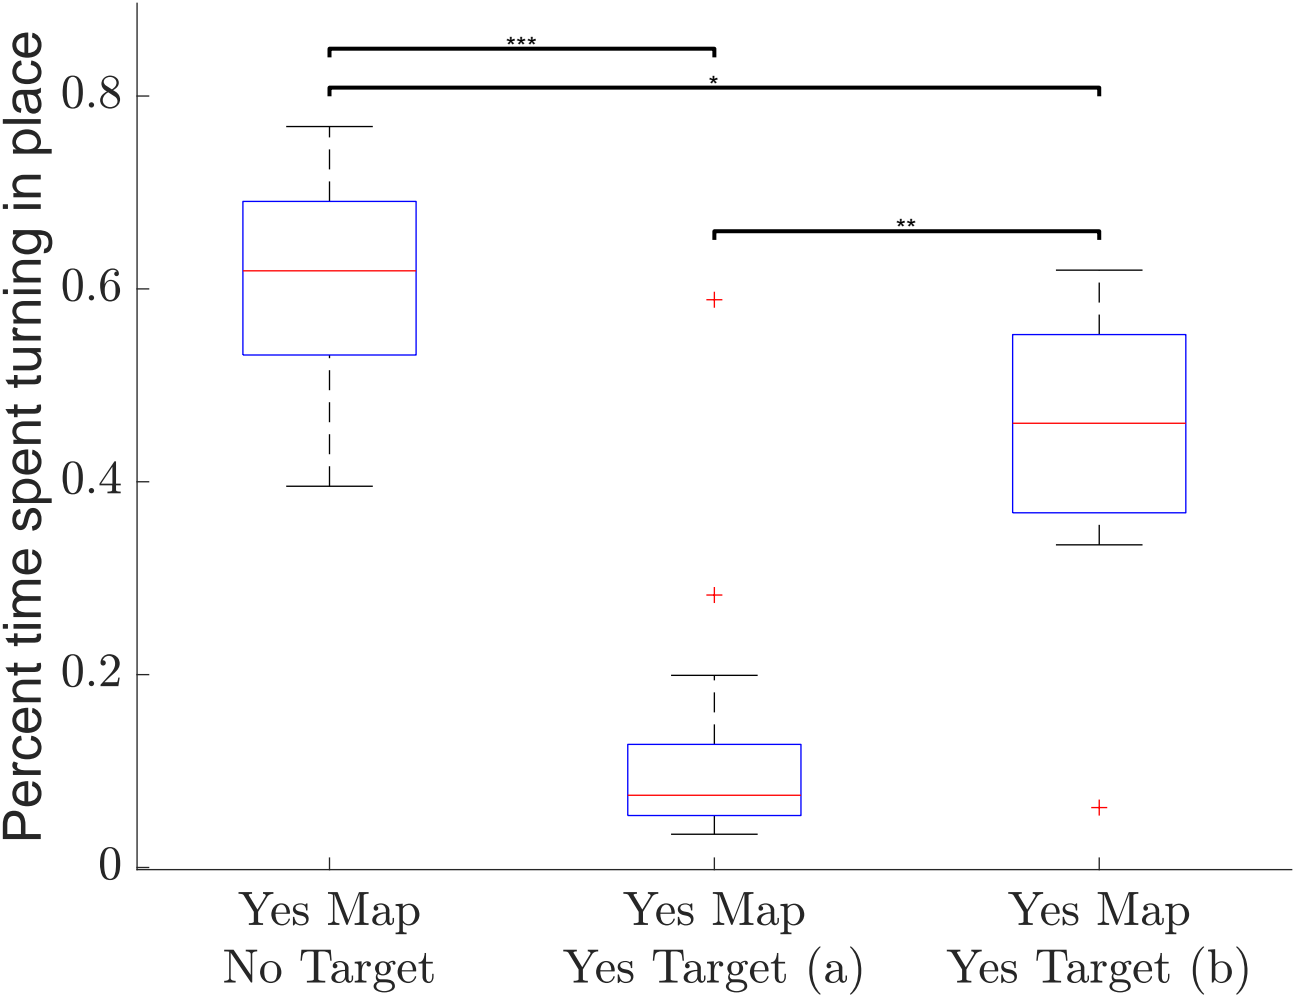 Percent time spent turning in place
***
*
0.8
**
0.6
0.4
0.2
0
Yes Map
No Target
Yes Map
Yes Target (a)
Yes Map
Yes Target (b)